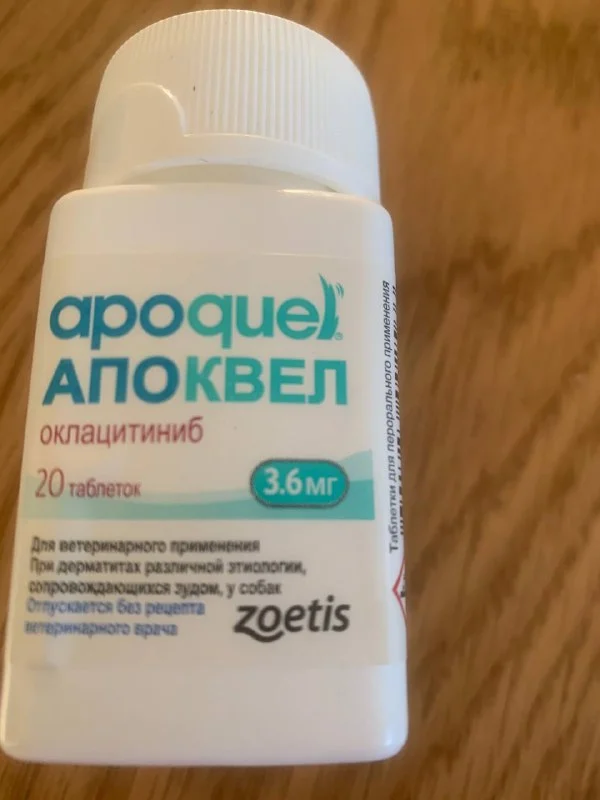 apoquel
АПОКВЕЛ
оклацитиниб
20 таблеток
3.6 мг
Для ветеринарного применения
При дерматитах различной этиологии,
сопровождающихся зудом, у собак
Отпускается без рецепта
ветеринарного врача
zoetis
Таблетки для перорального применения